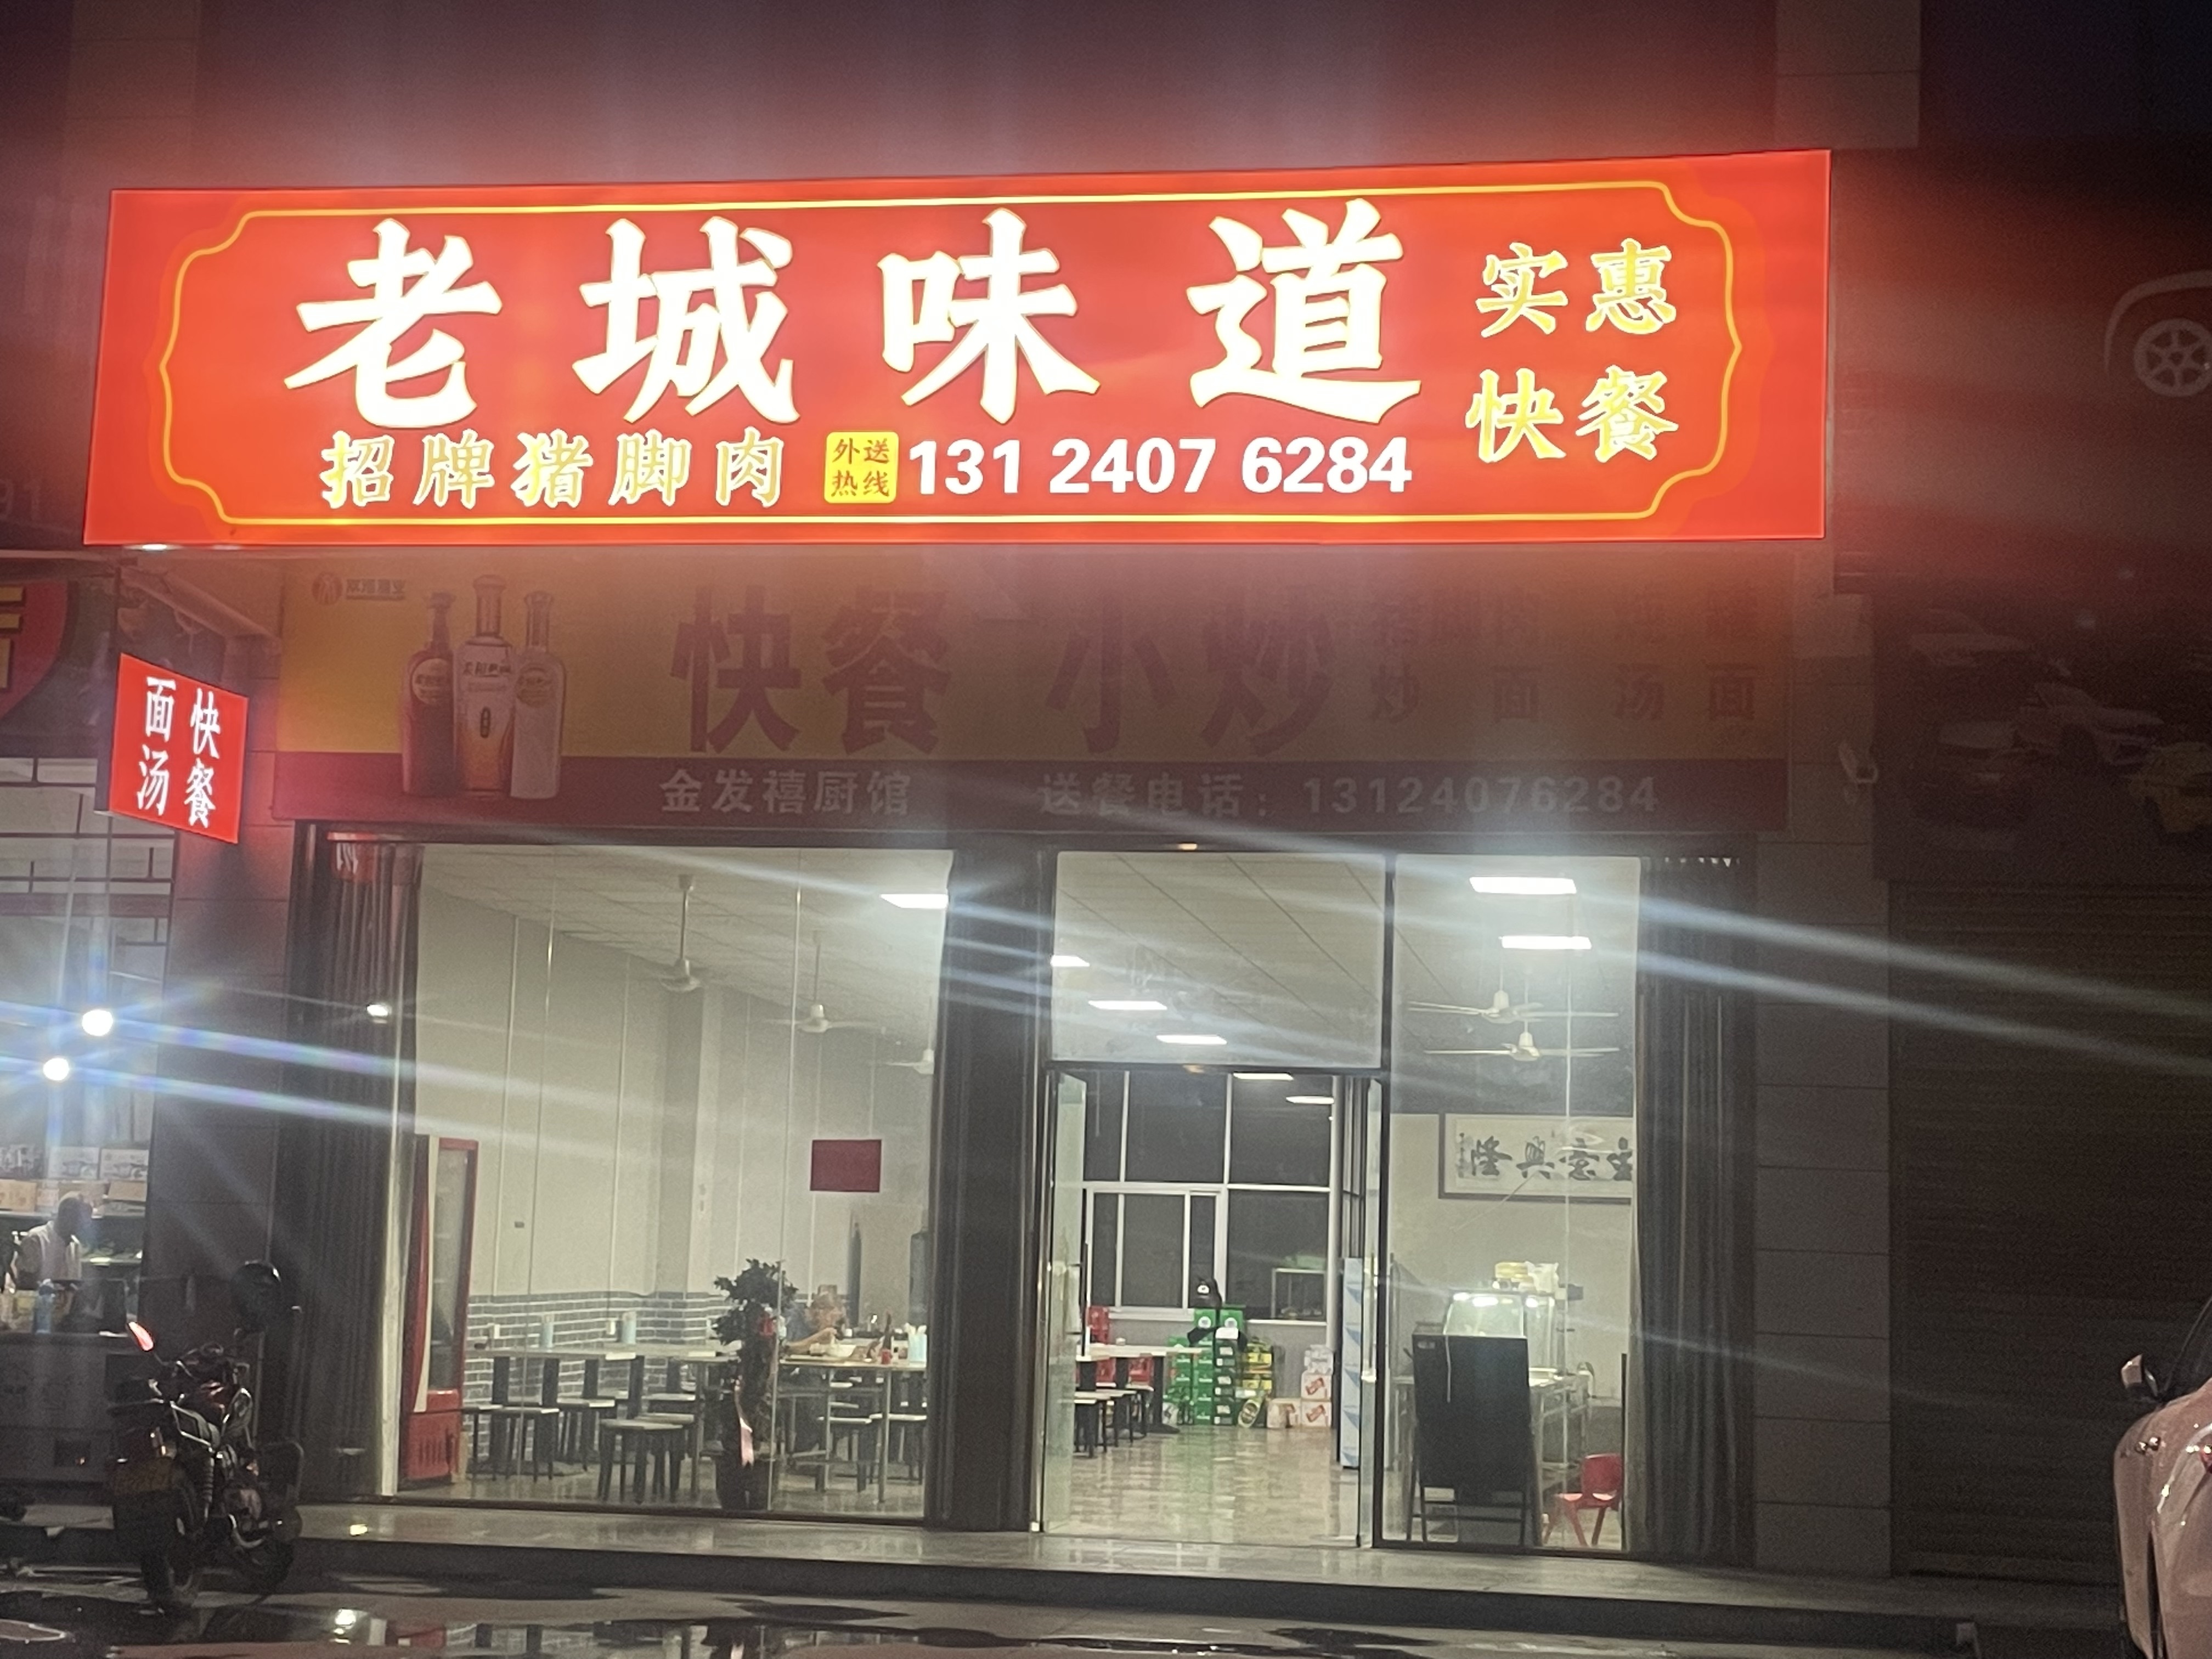 老城味道
实惠
快餐
招牌猪脚肉
外送
热线
131 2407 6284
快餐
面汤
快餐 小炒
炒面 汤面
金发禧厨馆 送餐电话：13124076284